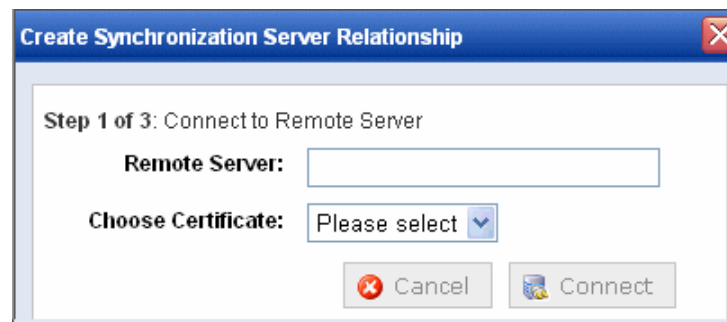 Create Synchronization Server Relationship
Step 1 of 3: Connect to Remote Server
Remote Server:
Choose Certificate: Please select
Cancel Connect